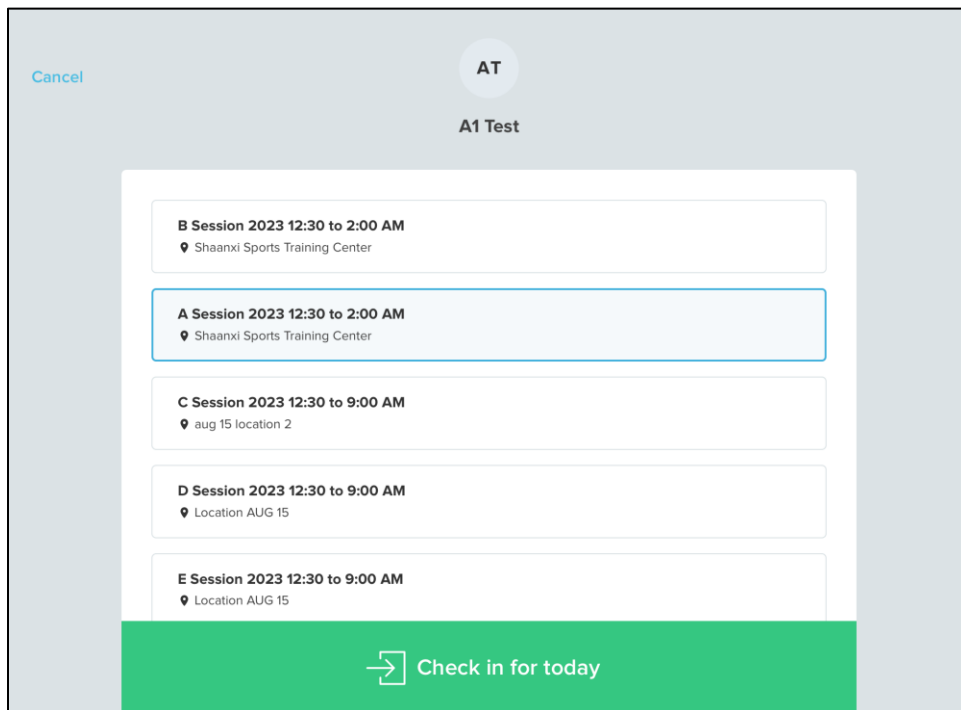 Cancel
AT
A1 Test
B Session 2023 12:30 to 2:00 AM
Shaanxi Sports Training Center
A Session 2023 12:30 to 2:00 AM
Shaanxi Sports Training Center
C Session 2023 12:30 to 9:00 AM
aug 15 location 2
D Session 2023 12:30 to 9:00 AM
Location AUG 15
E Session 2023 12:30 to 9:00 AM
Location AUG 15
Check in for today